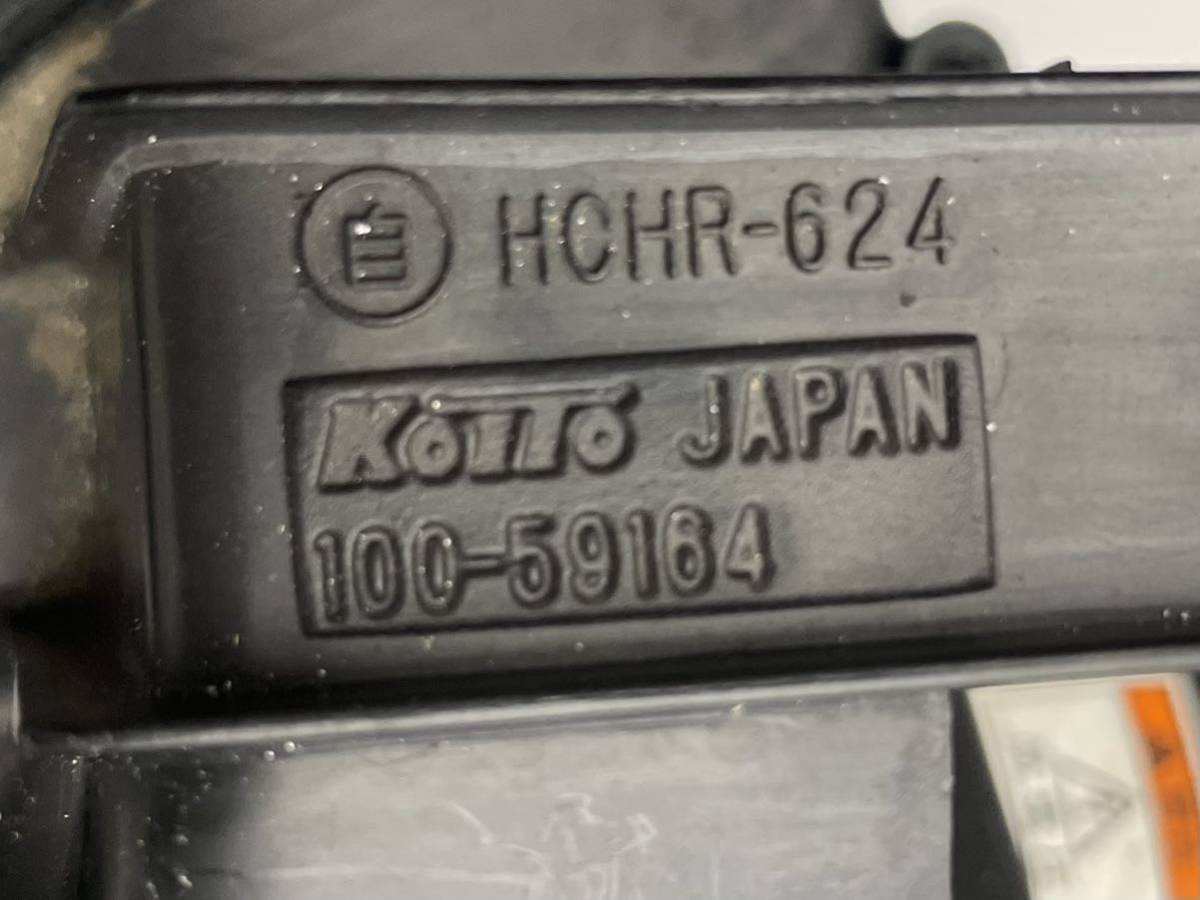 自 HCHR-624
KOITO JAPAN
100-59164